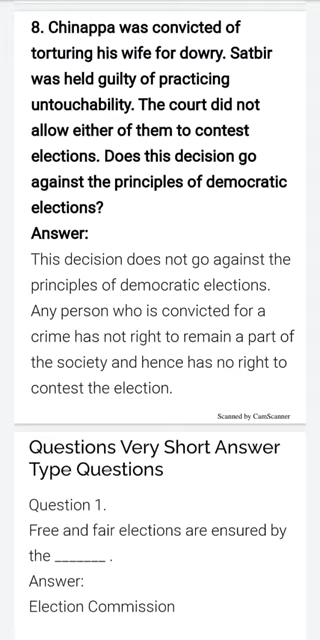 8. Chinappa was convicted of
torturing his wife for dowry. Satbir
was held guilty of practicing
untouchability. The court did not
allow either of them to contest
elections. Does this decision go
against the principles of democratic
elections?
Answer:
This decision does not go against the
principles of democratic elections.
Any person who is convicted for a
crime has not right to remain a part of
the society and hence has no right to
contest the election.
Scanned by CamScanner
Questions Very Short Answer
Type Questions
Question 1.
Free and fair elections are ensured by
the _______ .
Answer:
Election Commission